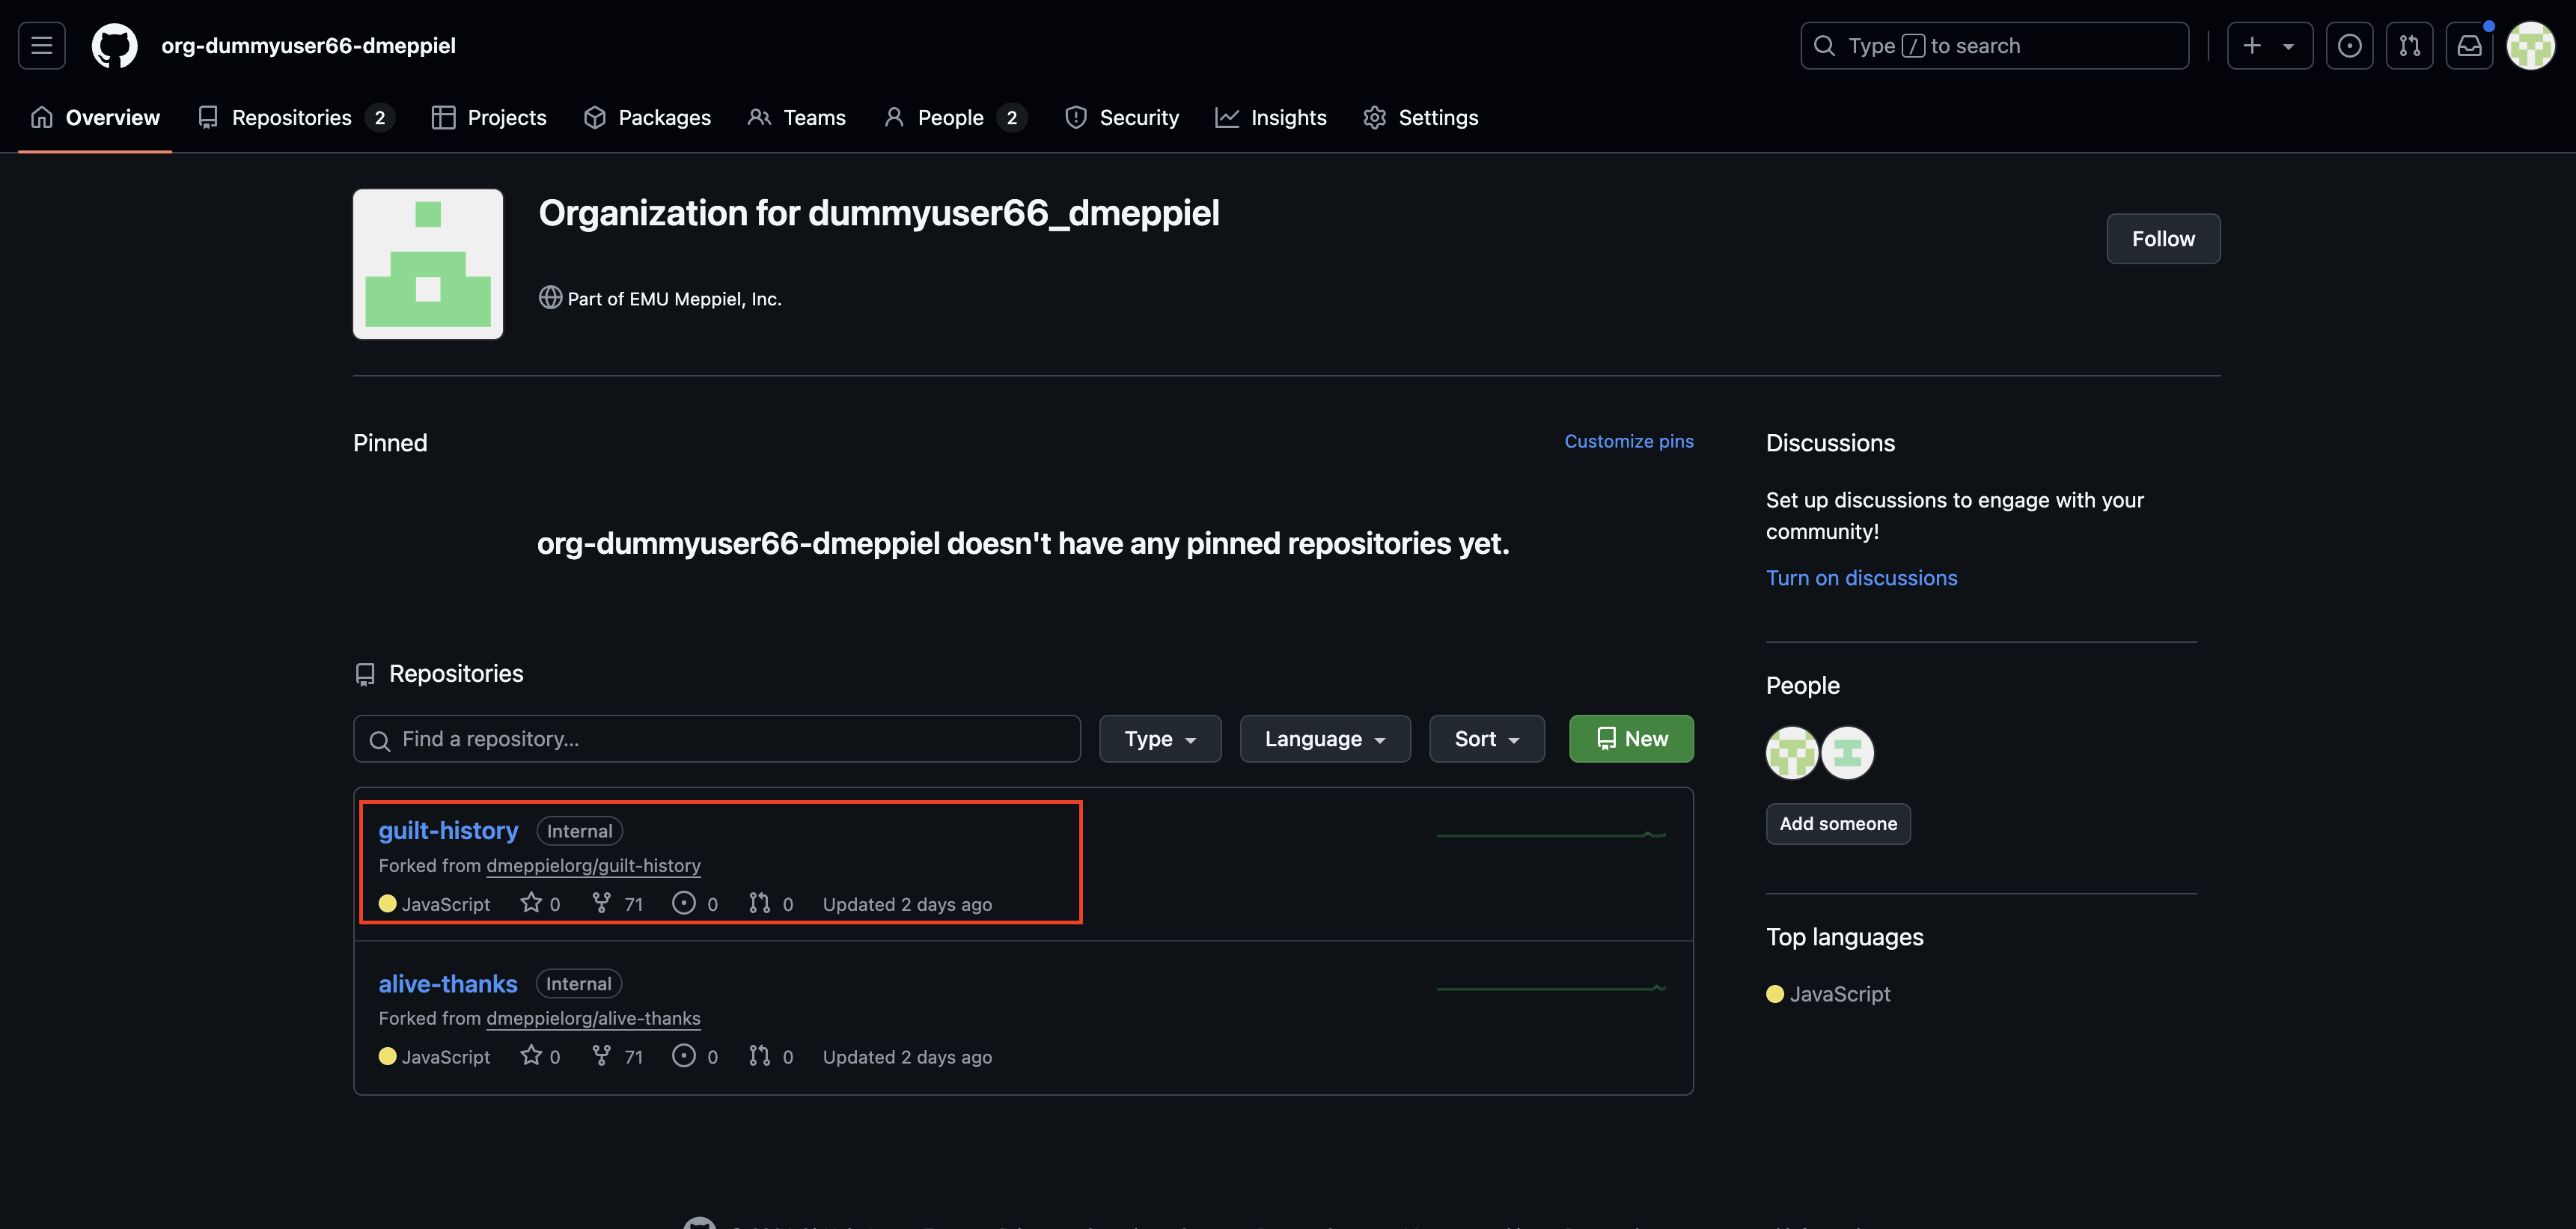 org-dummyuser66-dmeppiel
Type / to search
Overview
Repositories 2
Projects
Packages
Teams
People 2
Security
Insights
Settings
Organization for dummyuser66_dmeppiel
Follow
Part of EMU Meppiel, Inc.
Pinned
Customize pins
org-dummyuser66-dmeppiel doesn't have any pinned repositories yet.
Repositories
Find a repository...
Type
Language
Sort
New
guilt-history Internal
Forked from dmeppielorg/guilt-history
JavaScript 0 71 0 0 Updated 2 days ago
alive-thanks Internal
Forked from dmeppielorg/alive-thanks
JavaScript 0 71 0 0 Updated 2 days ago
Discussions
Set up discussions to engage with your
community!
Turn on discussions
People
Add someone
Top languages
JavaScript